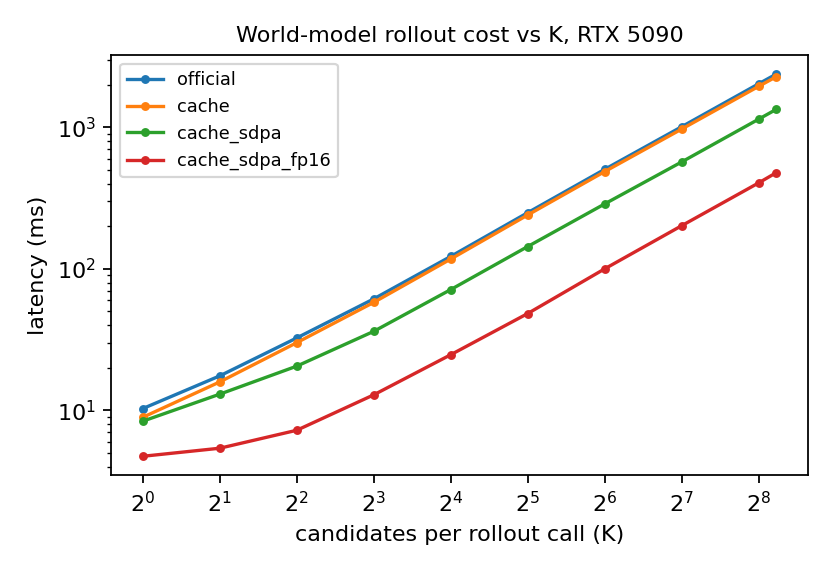 World-model rollout cost vs K, RTX 5090
official
cache
cache_sdpa
cache_sdpa_fp16
latency (ms)
10³
10²
10¹
2⁰ 2¹ 2² 2³ 2⁴ 2⁵ 2⁶ 2⁷ 2⁸
candidates per rollout call (K)